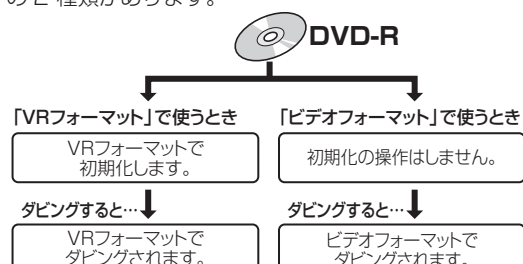 の 2 種類があります。
DVD-R
「VRフォーマット」で使うとき
VRフォーマットで
初期化します。
ダビングすると…
VRフォーマットで
ダビングされます。
「ビデオフォーマット」で使うとき
初期化の操作はしません。
ダビングすると…
ビデオフォーマットで
ダビングされます。